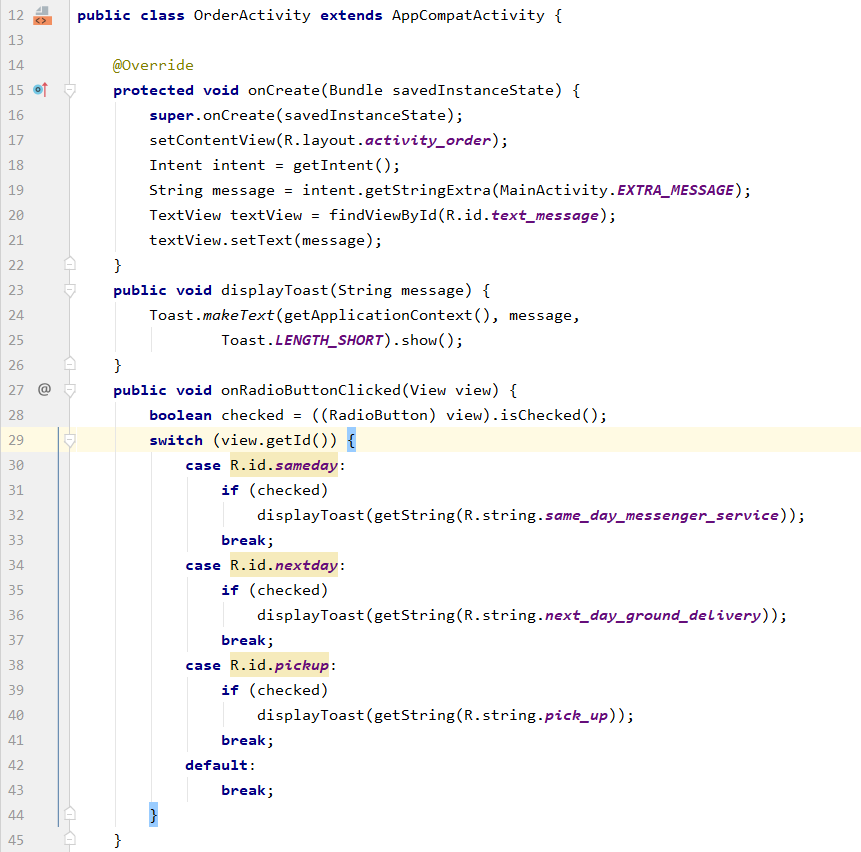 12 public class OrderActivity extends AppCompatActivity {
13
14 @Override
15 protected void onCreate(Bundle savedInstanceState) {
16 super.onCreate(savedInstanceState);
17 setContentView(R.layout.activity_order);
18 Intent intent = getIntent();
19 String message = intent.getStringExtra(MainActivity.EXTRA_MESSAGE);
20 TextView textView = findViewById(R.id.text_message);
21 textView.setText(message);
22 }
23 public void displayToast(String message) {
24 Toast.makeText(getApplicationContext(), message,
25 Toast.LENGTH_SHORT).show();
26 }
27 @ public void onRadioButtonClicked(View view) {
28 boolean checked = ((RadioButton) view).isChecked();
29 switch (view.getId()) {
30 case R.id.sameday:
31 if (checked)
32 displayToast(getString(R.string.same_day_messenger_service));
33 break;
34 case R.id.nextday:
35 if (checked)
36 displayToast(getString(R.string.next_day_ground_delivery));
37 break;
38 case R.id.pickup:
39 if (checked)
40 displayToast(getString(R.string.pick_up));
41 break;
42 default:
43 break;
44 }
45 }